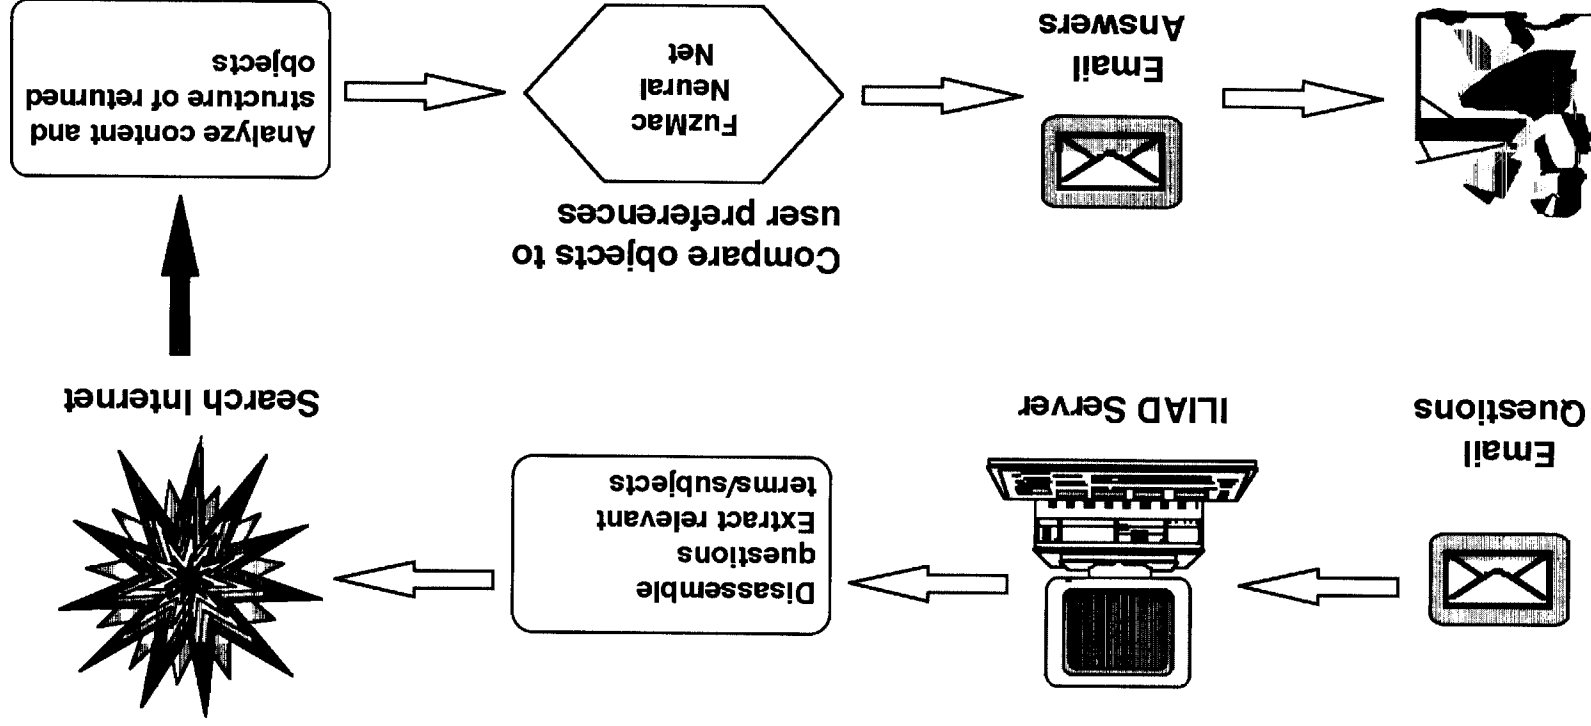 Email
Questions
ILIAD Server
Disassemble
questions
Extract relevant
terms/subjects
Search Internet
Analyze content and
structure of returned
objects
Compare objects to
user preferences
FuzMac
Neural
Net
Email
Answers